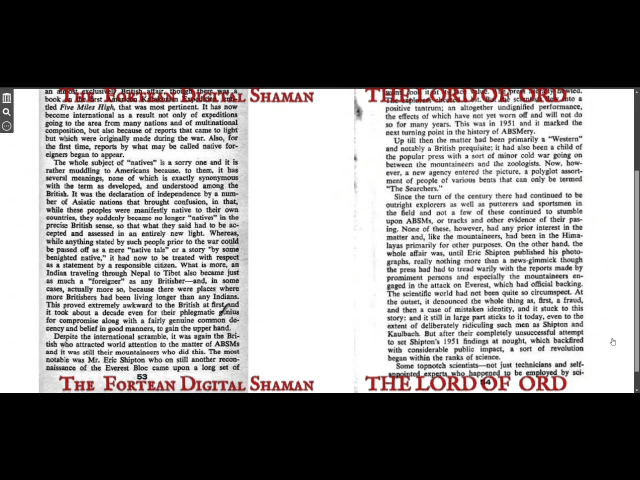 an almost exclusively British affair, though there was a
THE FORTEAN DIGITAL SHAMAN
book on the first American Karakoram Expedition, enti-
tled Five Miles High, that was most pertinent. It has now
become international as a result not only of expeditions
going to the area from many nations and of multinational
composition, but also because of reports that came to light
but which were originally made during the war. Also, for
the first time, reports by what may be called native for-
eigners began to appear.
The whole subject of "natives" is a sorry one and it is
rather muddling to Americans because, to them, it has
several meanings, none of which is exactly synonymous
with the term as developed, and understood among the
British. It was the declaration of independence by a num-
ber of Asiatic nations that brought confusion, in that,
while these peoples were manifestly native to their own
countries, they suddenly became no longer "native" in the
precise British sense, so that what they said had to be ac-
cepted and assessed in an entirely new light. Whereas,
while anything stated by such people prior to the war could
be passed off as a mere "native tale" or a story "by some
benighted native," it had now to be treated with respect
as a statement by a responsible citizen. What is more, an
Indian traveling through Nepal to Tibet also became just
as much a "foreigner" as any Britisher—and, in some
cases, actually more so, because there were places where
more Britishers had been living longer than any Indians.
This proved extremely awkward to the British at first and
it took about a decade even for their phlegmatic genius
for compromise along with a fairly genuine common de-
cency and belief in good manners, to gain the upper hand.
Despite the international scramble, it was again the Bri-
tish who attracted world attention to the matter of ABSMs
and it was still their mountaineers who did this. The most
notable was Mr. Eric Shipton who on still another recon-
naissance of the Everest Bloc came upon a long set of
53
THE FORTEAN DIGITAL SHAMAN
THE LORD OF ORD
positive tantrum; an altogether undignified performance,
the effects of which have not yet worn off and will not do
so for many years. This was in 1951 and it marked the
next turning point in the history of ABSMery.
Up till then the matter had been primarily a "Western"
and notably a British prequisite; it had also been a child of
the popular press with a sort of minor cold war going on
between the mountaineers and the zoologists. Now, how-
ever, a new agency entered the picture, a polyglot assort-
ment of people of various bents that can only be termed
"The Searchers."
Since the turn of the century there had continued to be
outright explorers as well as putterers and sportsmen in
the field and not a few of these continued to stumble
upon ABSMs, or tracks and other evidence of their pas-
ing. None of these, however, had any prior interest in the
matter and, like the mountaineers, had been in the Hima-
layas primarily for other purposes. On the other hand, the
whole affair was, until Eric Shipton published his photo-
graphs, really nothing more than a news-gimmick though
the press had had to tread warily with the reports made by
prominent persons and especially the mountaineers en-
gaged in the attack on Everest, which had official backing.
The scientific world had not been quite so circumspect. At
the outset, it denounced the whole thing as, first, a fraud,
and then a case of mistaken identity, and it stuck to this
story: and it still in large part sticks to it today, even to the
extent of deliberately ridiculing such men as Shipton and
Kaulbach. But after their completely unsuccessful attempt
to set Shipton's 1951 findings at nought, which backfired
with considerable public impact, a sort of revolution
began within the ranks of science.
Some topnotch scientists—not just technicians and self-
appointed experts who happened to be employed by sci-
THE LORD OF ORD